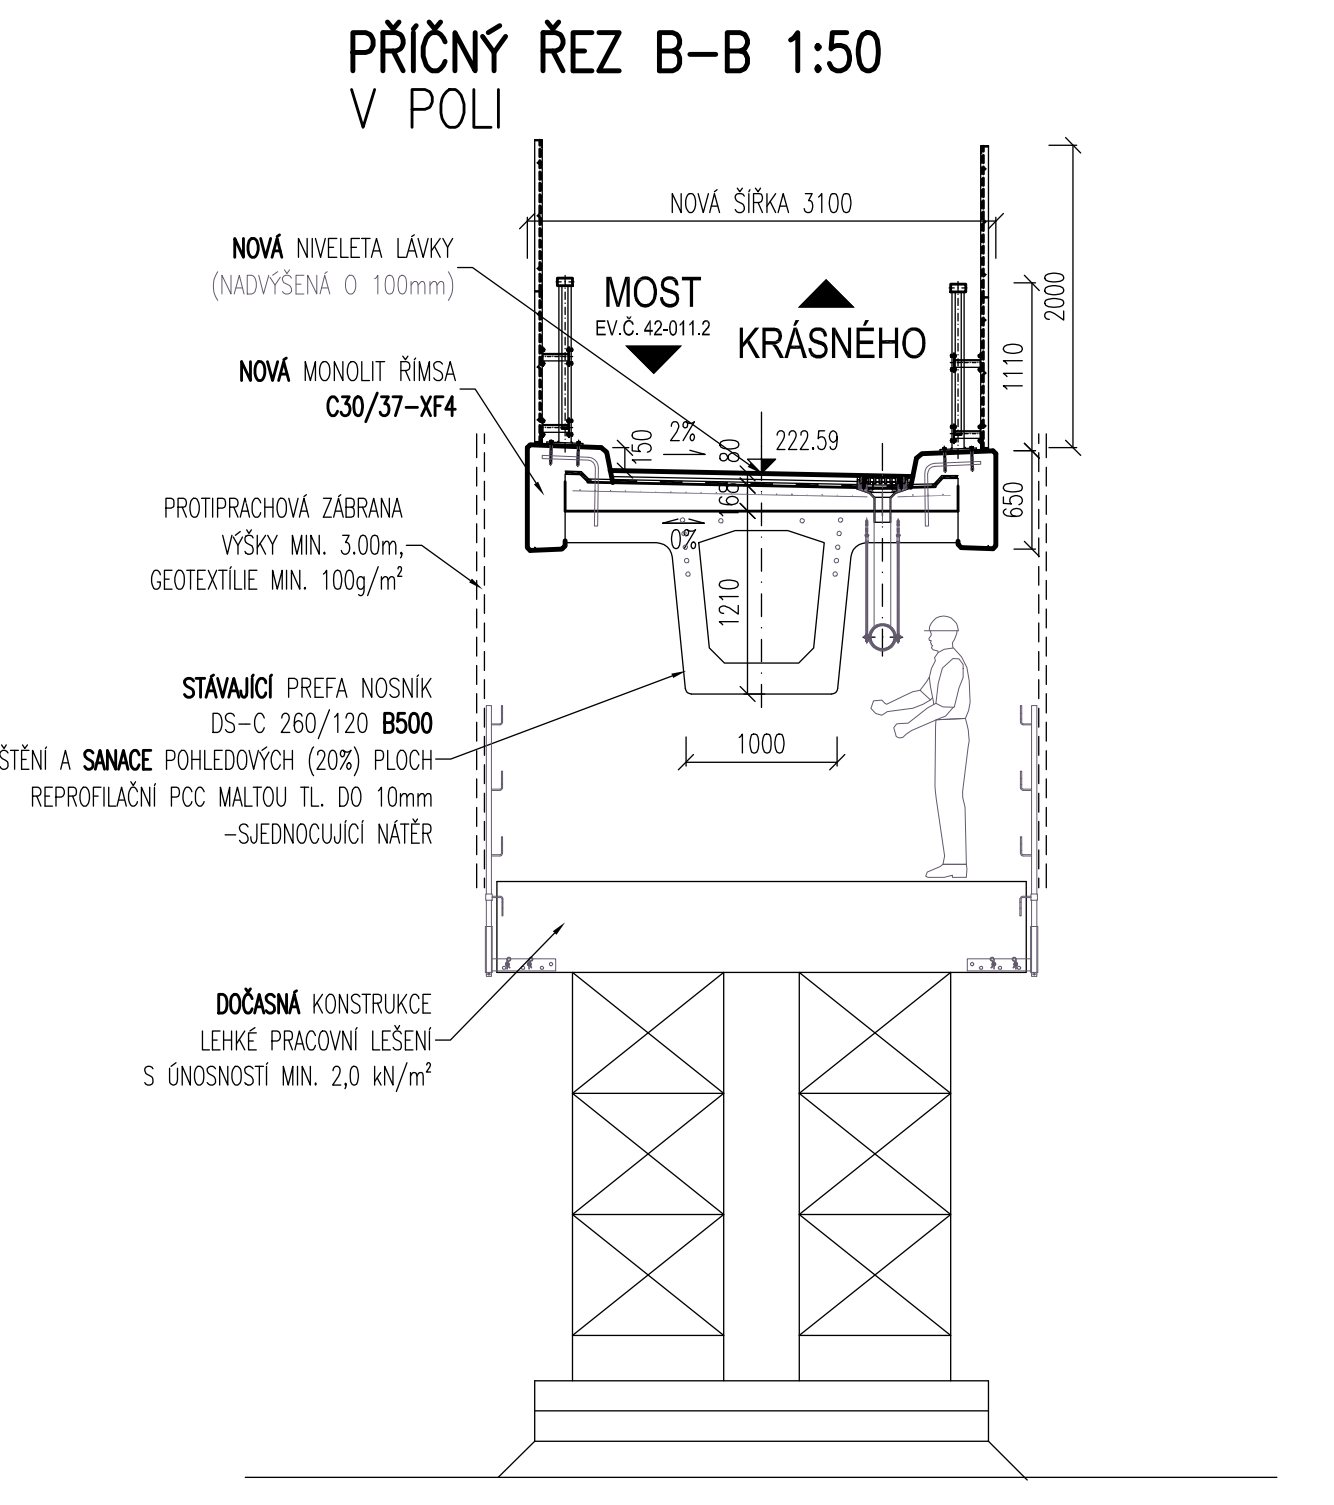 PŘÍČNÝ ŘEZ B-B 1:50
V POLI
NOVÁ ŠÍŘKA 3100
NOVÁ NIVELETA LÁVKY
(NADVÝŠENÁ O 100mm)
MOST
EV.Č. 42-011.2
KRÁSNÉHO
2000
1110
NOVÁ MONOLIT ŘÍMSA
C30/37-XF4
150
2%
80
222.59
168
650
0%
1210
PROTIPRACHOVÁ ZÁBRANA
VÝŠKY MIN. 3.00m,
GEOTEXTÍLIE MIN. 100g/m²
STÁVAJÍCÍ PREFA NOSNÍK
DS-C 260/120 B500
ŠTĚNÍ A SANACE POHLEDOVÝCH (20%) PLOCH
REPROFILAČNÍ PCC MALTOU TL. DO 10mm
-SJEDNOCUJÍCÍ NÁTĚR
1000
DOČASNÁ KONSTRUKCE
LEHKÉ PRACOVNÍ LEŠENÍ
S ÚNOSNOSTÍ MIN. 2,0 kN/m²